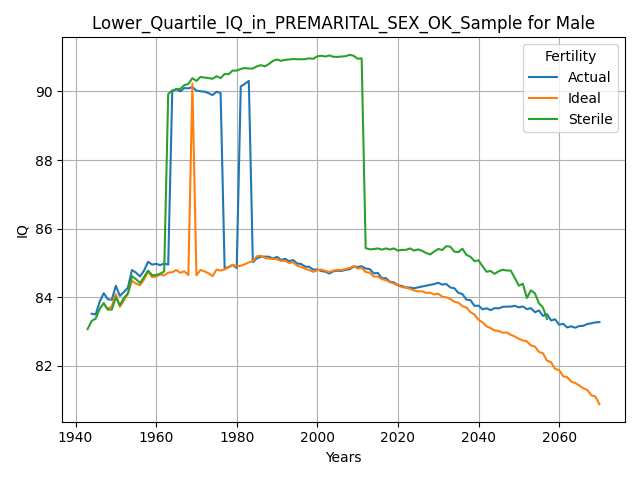 Lower_Quartile_IQ_in_PREMARITAL_SEX_OK_Sample for Male
Fertility
Actual
Ideal
Sterile
IQ
90
88
86
84
82
1940
1960
1980
2000
2020
2040
2060
Years